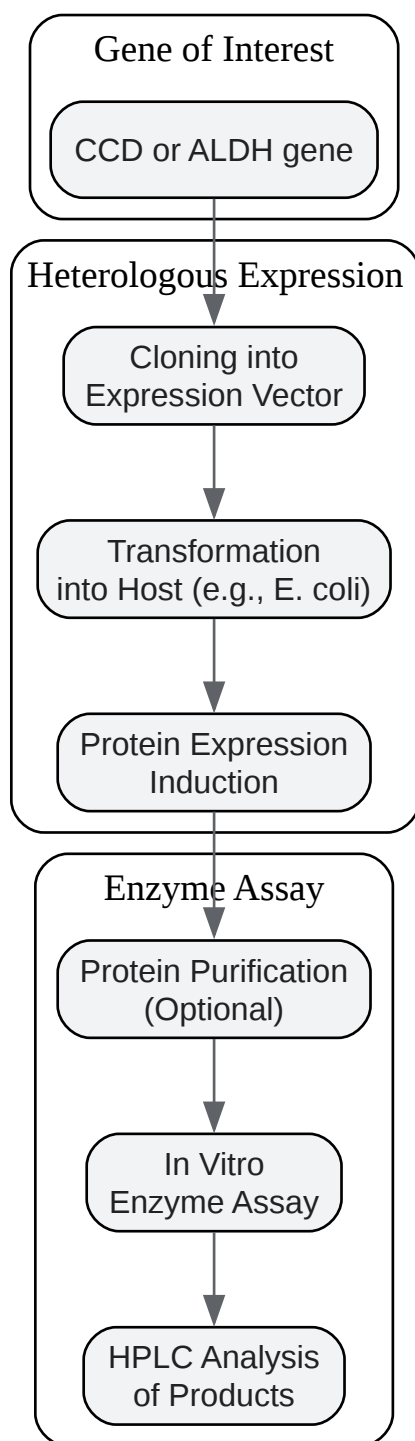 Gene of Interest
CCD or ALDH gene
Heterologous Expression
Cloning into
Expression Vector
Transformation
into Host (e.g., E. coli)
Protein Expression
Induction
Enzyme Assay
Protein Purification
(Optional)
In Vitro
Enzyme Assay
HPLC Analysis
of Products